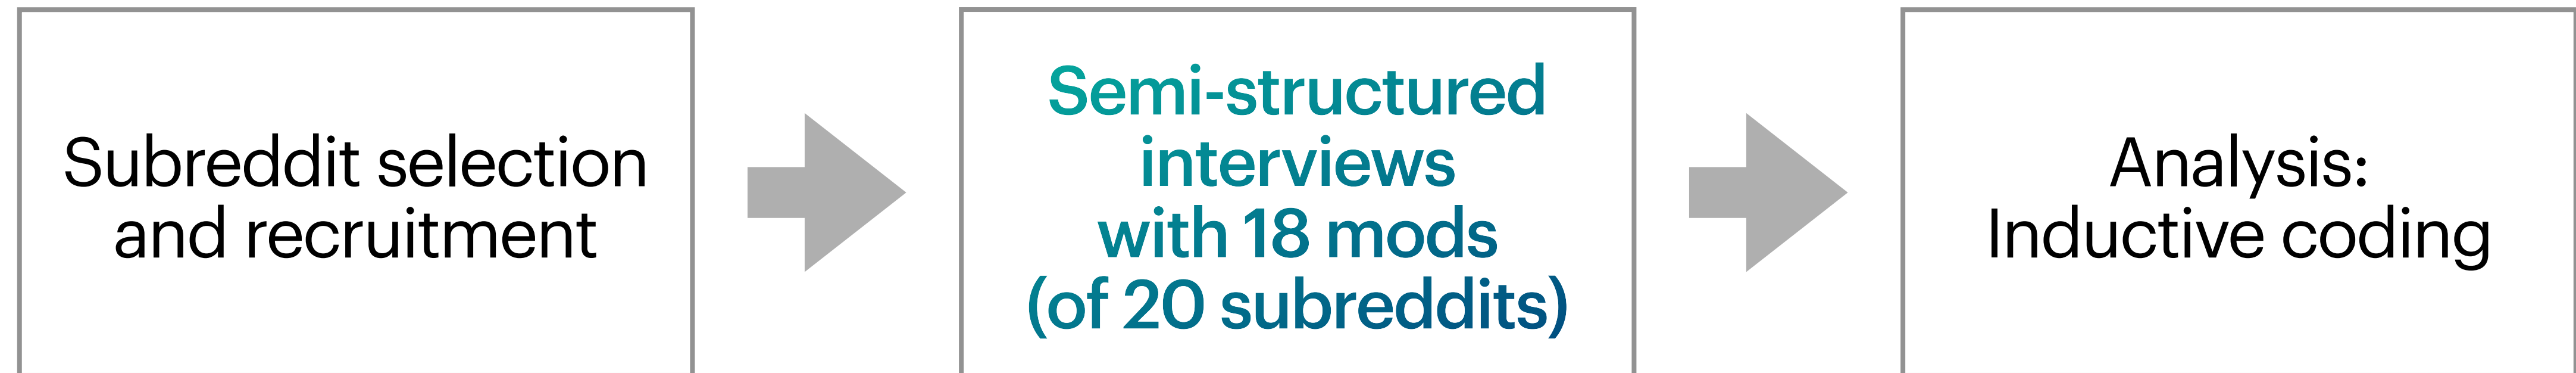 Subreddit selection
and recruitment
Semi-structured
interviews
with 18 mods
(of 20 subreddits)
Analysis:
Inductive coding